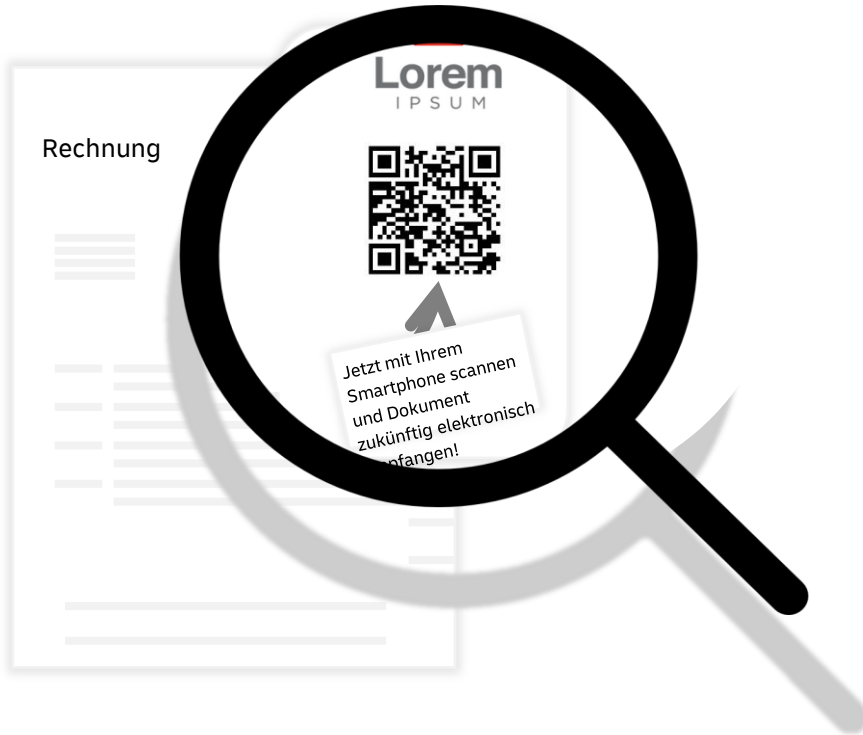 Lorem
IPSUM
Rechnung
Jetzt mit Ihrem
Smartphone scannen
und Dokument
zukünftig elektronisch